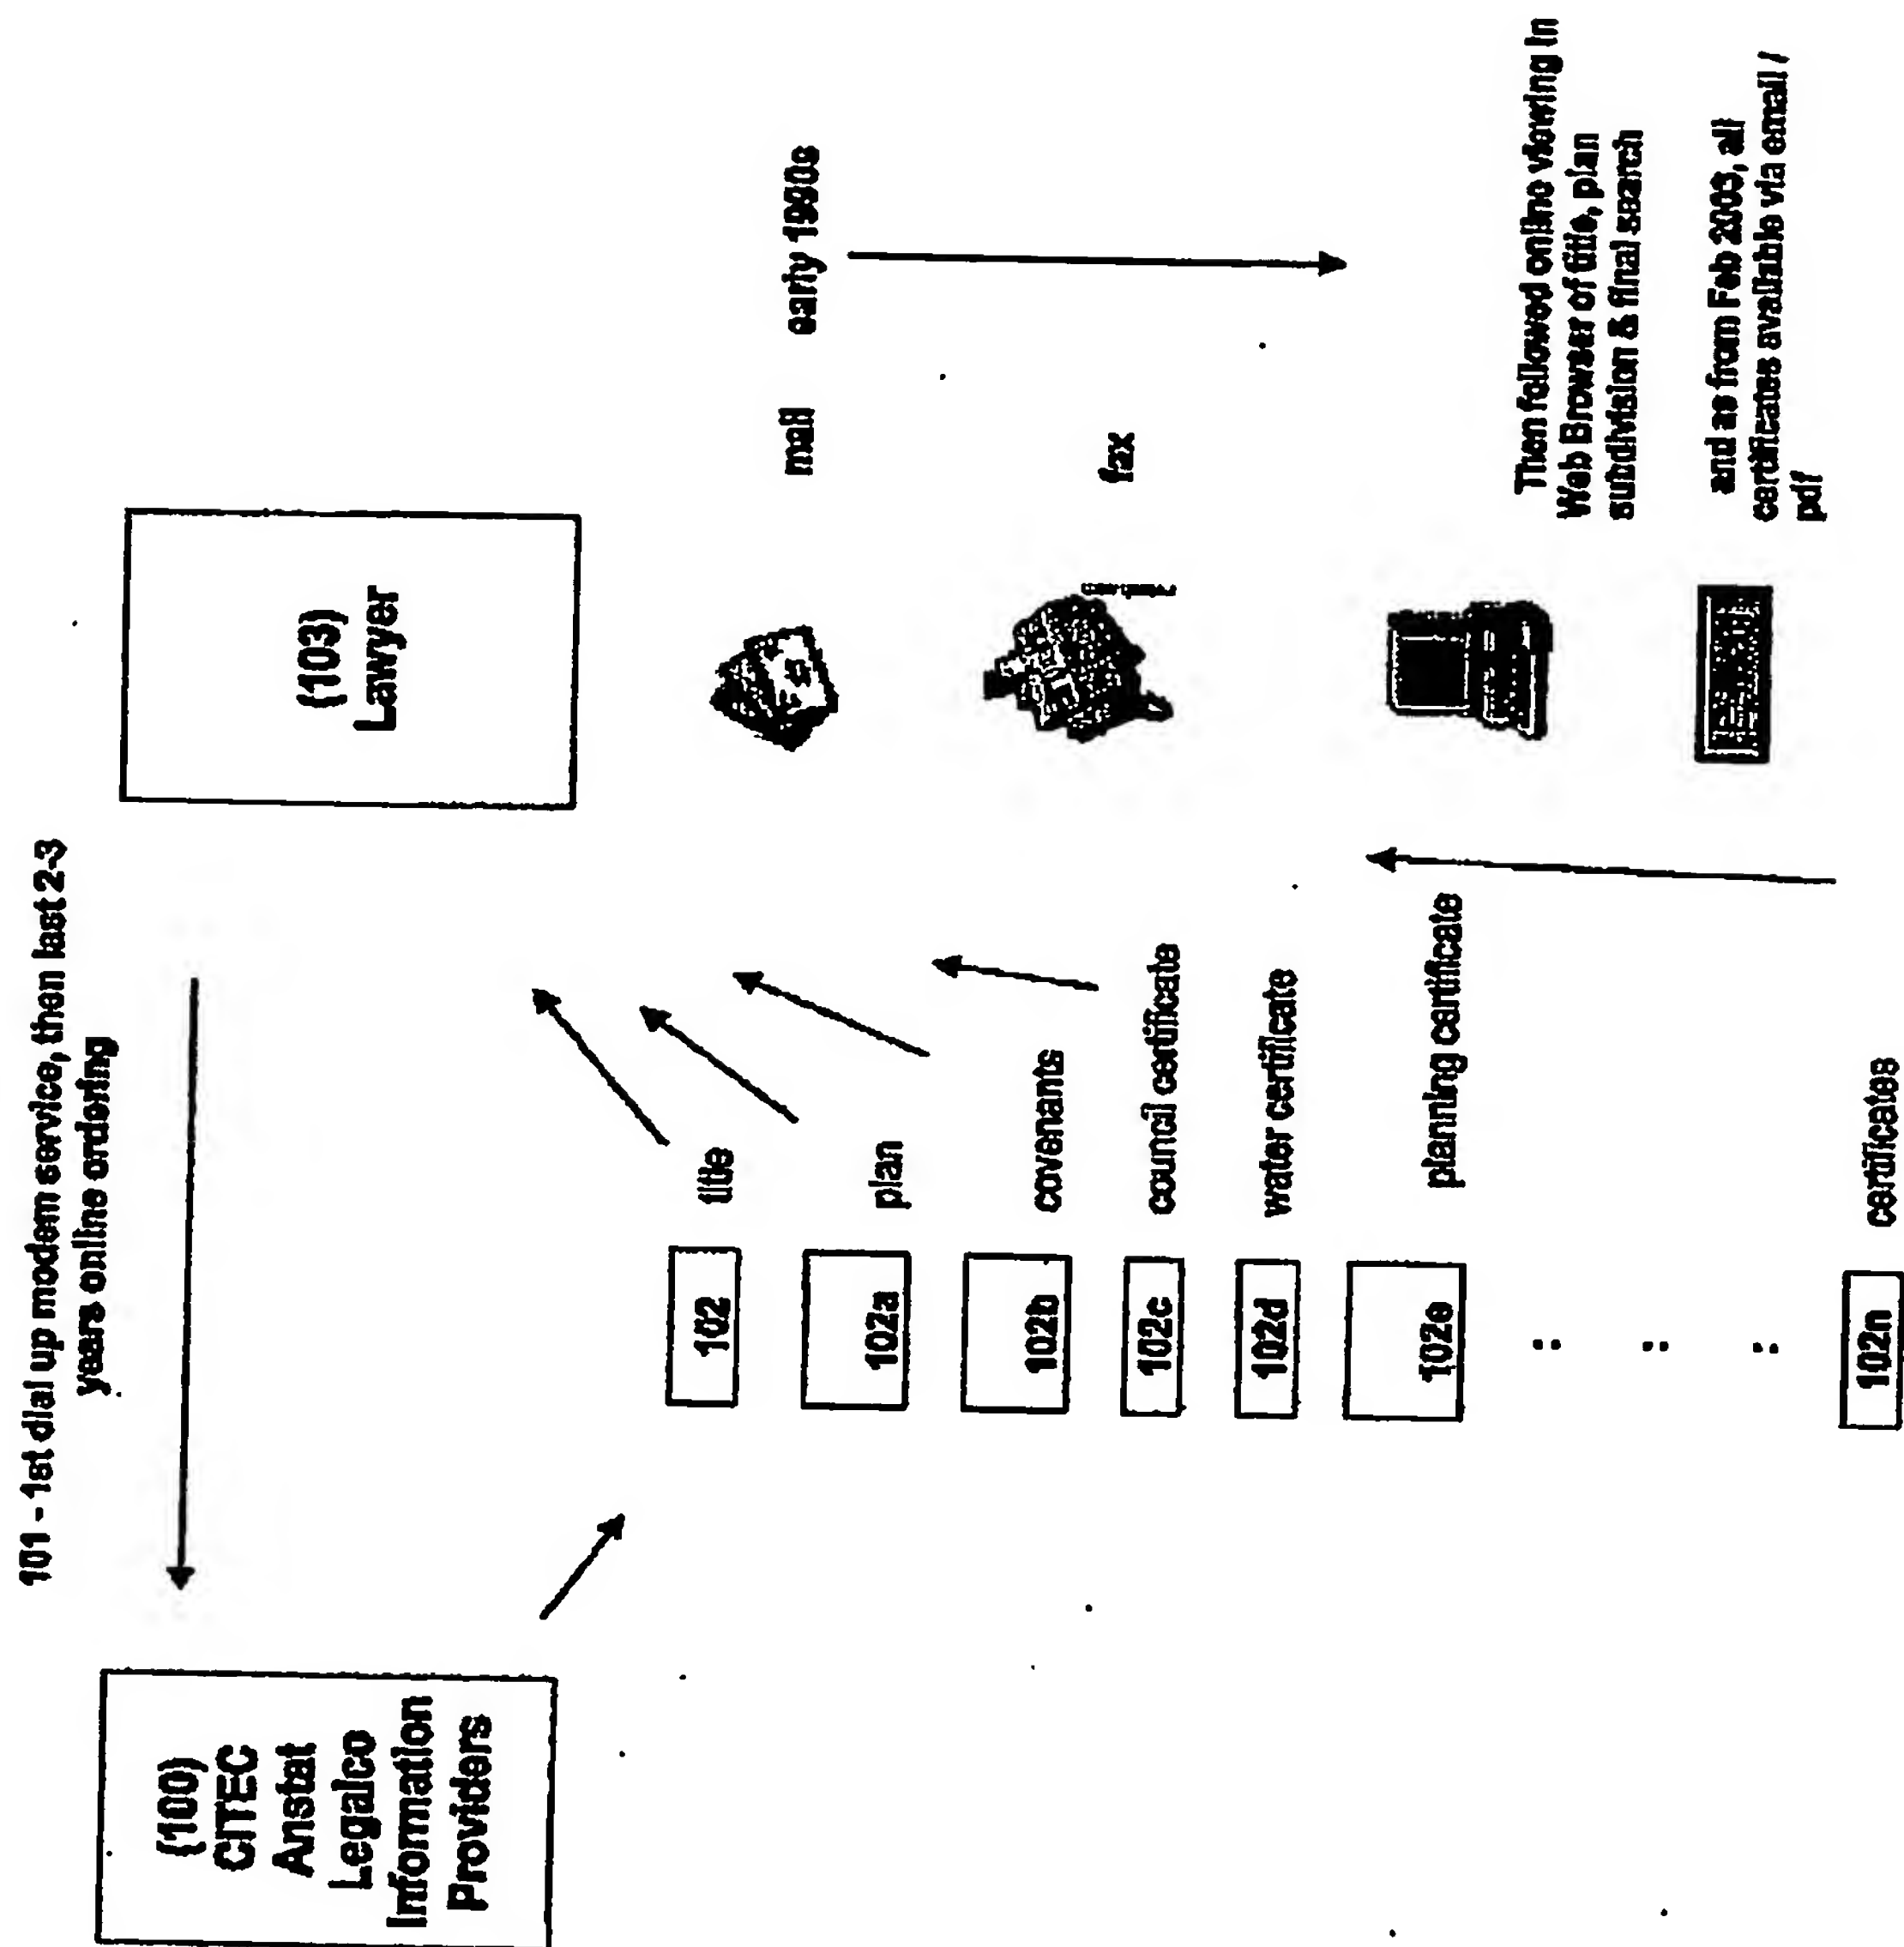 101 - 1st dial up modem service, then last 2-3
years online ordering
(100)
CITEC
Anstat
Legalco
Information
Providers
(103)
Lawyer
102
title
102a
plan
102b
covenants
102c
council certificate
102d
water certificate
102e
planning certificate
102n
certificates
mail
early 1990s
fax
Then followed online viewing in
Web Browser of title, plan
subdivision & final search
and as from Feb 2003, all
certificates available via email /
pdf